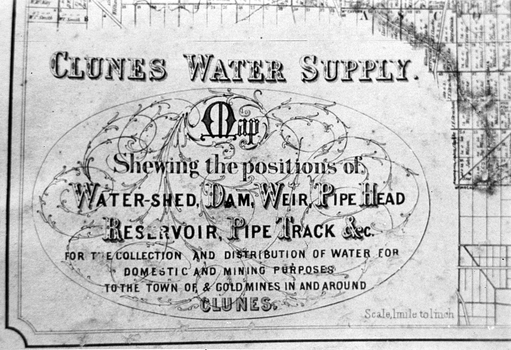 CLUNES WATER SUPPLY.
Map
Shewing the positions of
WATER-SHED, DAM, WEIR, PIPE HEAD
RESERVOIR, PIPE TRACK &c.
FOR THE COLLECTION AND DISTRIBUTION OF WATER FOR
DOMESTIC AND MINING PURPOSES
TO THE TOWN OF & GOLD MINES IN AND AROUND
CLUNES.
Scale, 1 mile to 1 inch